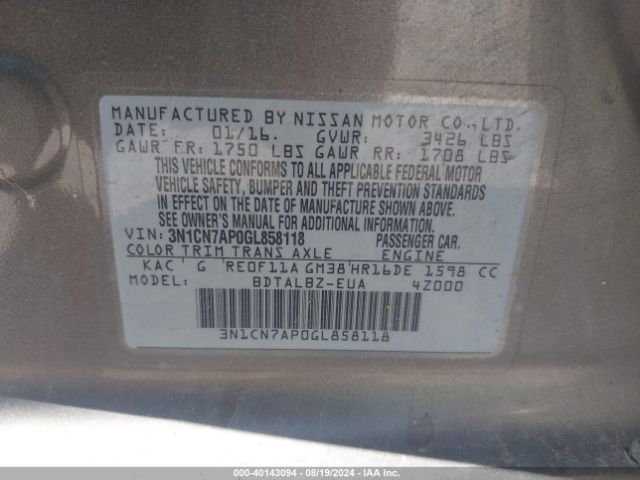 MANUFACTURED BY NISSAN MOTOR CO., LTD.
DATE: 01/16. GVWR: 3426 LBS
GAWR FR: 1750 LBS GAWR RR: 1708 LBS
THIS VEHICLE CONFORMS TO ALL APPLICABLE FEDERAL MOTOR
VEHICLE SAFETY, BUMPER AND THEFT PREVENTION STANDARDS
IN EFFECT ON THE DATE OF MANUFACTURE SHOWN ABOVE.
SEE OWNER'S MANUAL FOR ADDITIONAL INFORMATION.
VIN: 3N1CN7AP0GL858118 PASSENGER CAR.
COLOR TRIM TRANS AXLE ENGINE
KAC G RE0F11A GM38 HR16DE 1598 CC
MODEL: BDTALBZ-EUA 4Z000
3N1CN7AP0GL858118
000-40143094 - 08/19/2024 - IAA Inc.